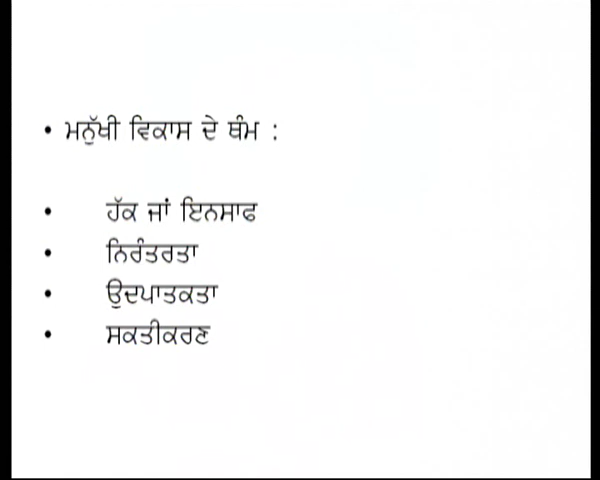 • ਮਨੁੱਖੀ ਵਿਕਾਸ ਦੇ ਥੰਮ :
• ਹੱਕ ਜਾਂ ਇਨਸਾਫ
• ਨਿਰੰਤਰਤਾ
• ਉਦਪਾਤਕਤਾ
• ਸਕਤੀਕਰਣ